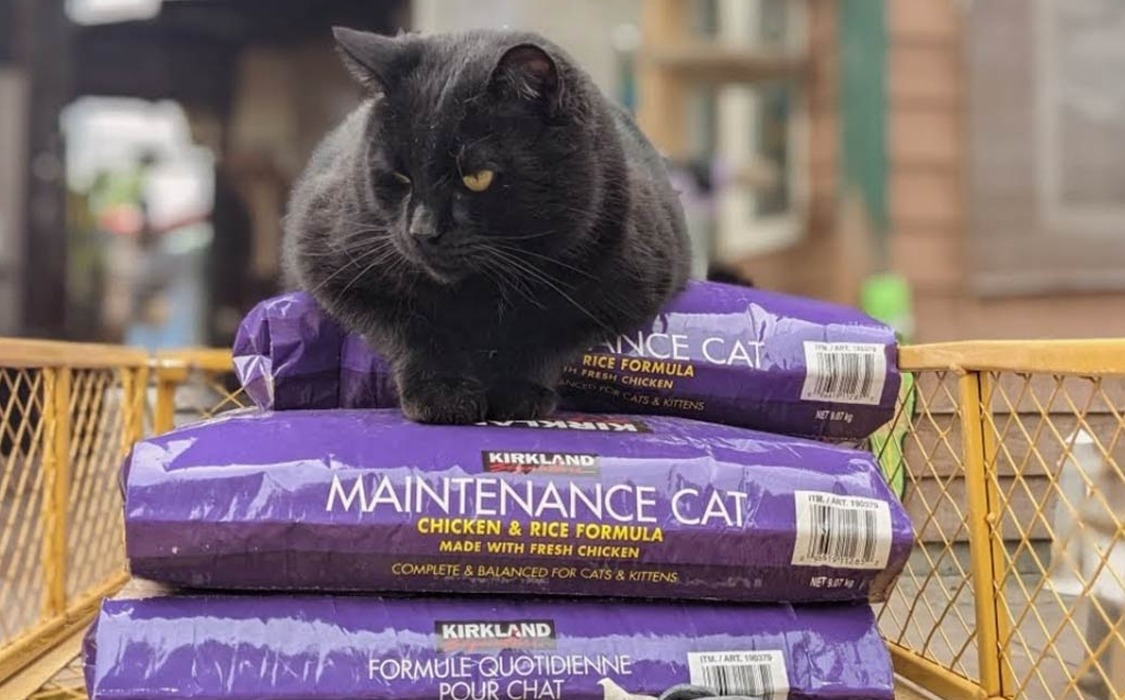 ANCE CAT
RICE FORMULA
FRESH CHICKEN
FOR CATS & KITTENS
ITM. / ART. 190379
NET 9.07 kg
KIRKLAND
KIRKLAND
Signature
MAINTENANCE CAT
CHICKEN & RICE FORMULA
MADE WITH FRESH CHICKEN
COMPLETE & BALANCED FOR CATS & KITTENS
ITM. / ART. 190379
NET 9.07 kg
KIRKLAND
FORMULE QUOTIDIENNE
POUR CHAT
ITM. / ART. 190379